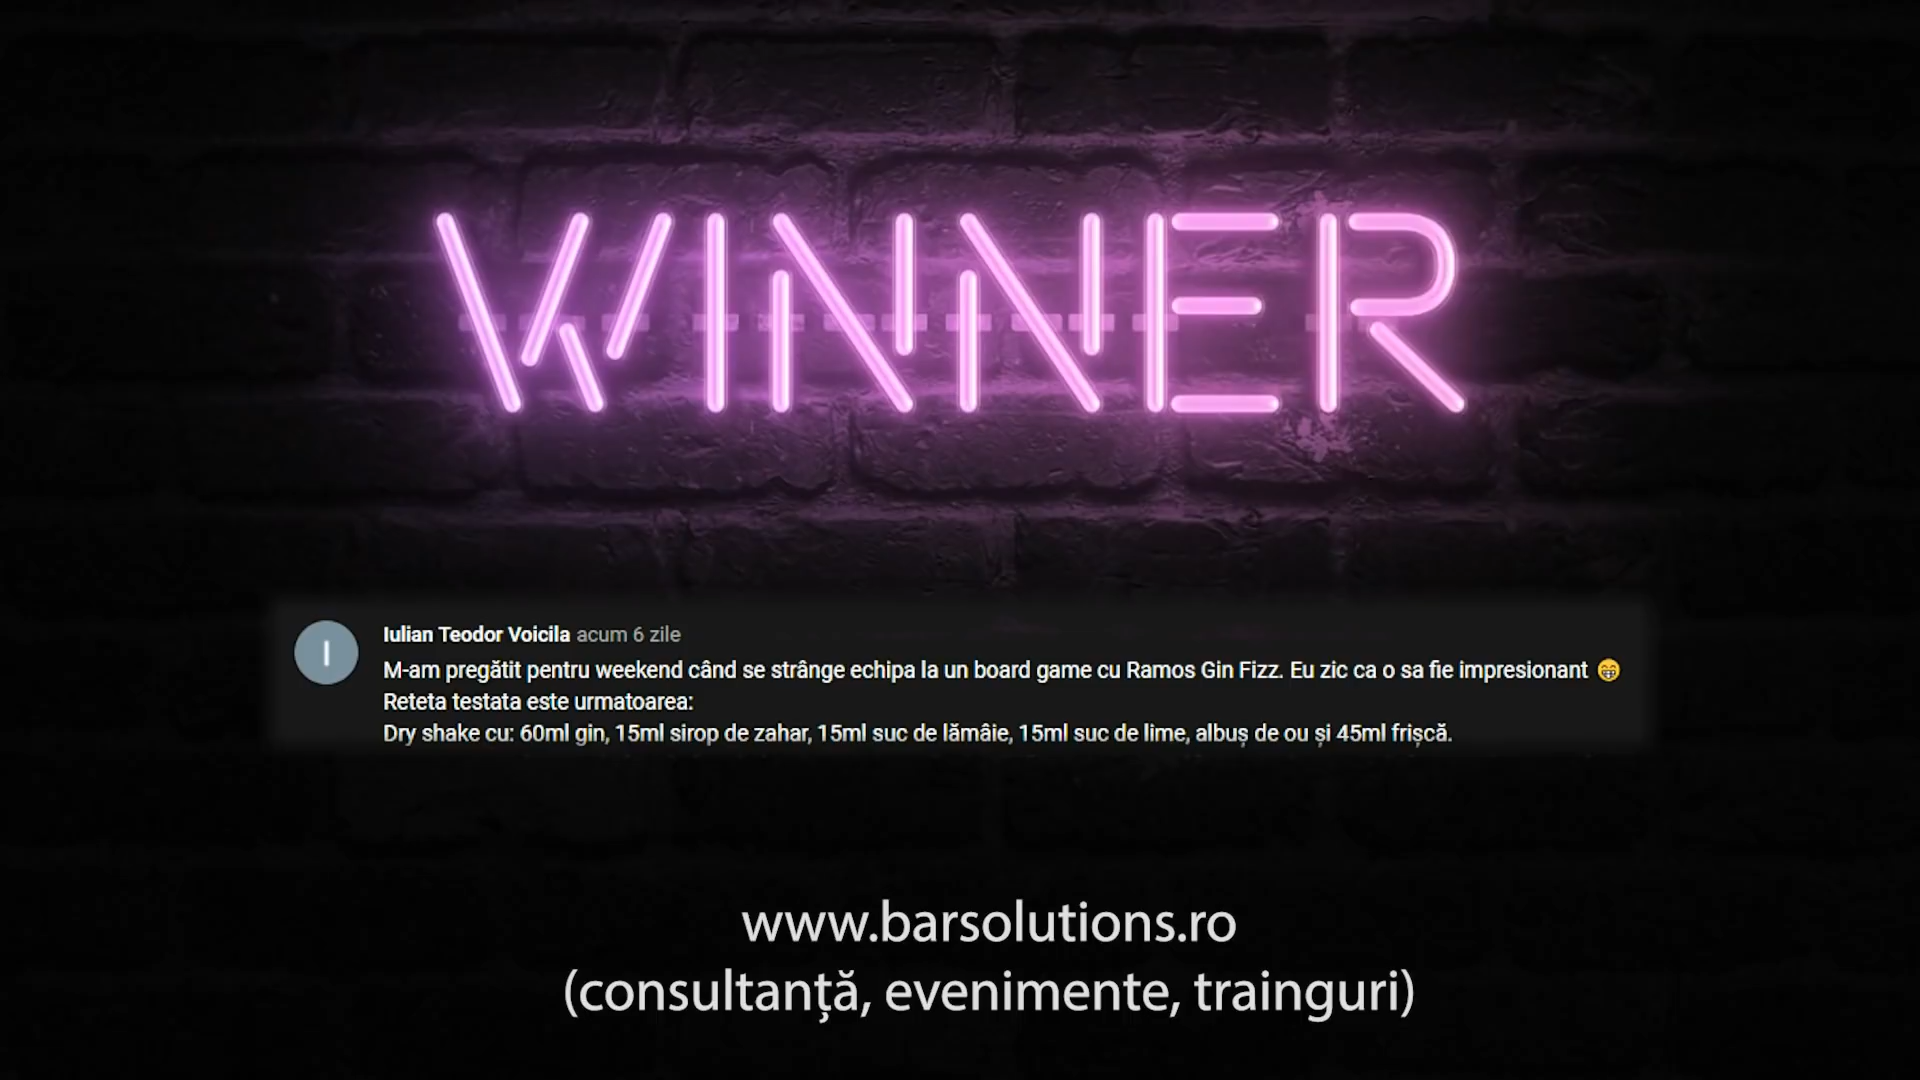 WINNER
I
Iulian Teodor Voicila acum 6 zile
M-am pregătit pentru weekend când se strânge echipa la un board game cu Ramos Gin Fizz. Eu zic ca o sa fie impresionant 😁
Reteta testata este urmatoarea:
Dry shake cu: 60ml gin, 15ml sirop de zahar, 15ml suc de lămâie, 15ml suc de lime, albuș de ou și 45ml frișcă.
www.barsolutions.ro
(consultanță, evenimente, trainguri)